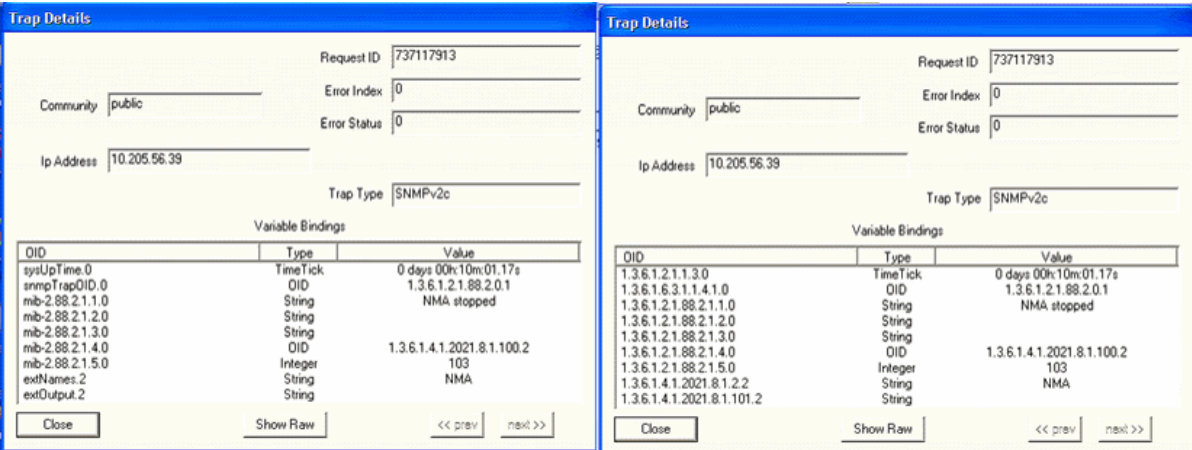 Trap Details
Request ID 737117913
Community public
Error Index 0
Error Status 0
Ip Address 10.205.56.39
Trap Type SNMPv2c
Variable Bindings
OID Type Value
sysUpTime.0 TimeTick 0 days 00h:10m:01.17s
snmpTrapOID.0 OID 1.3.6.1.2.1.88.2.0.1
mib-2.88.2.1.1.0 String NMA stopped
mib-2.88.2.1.2.0 String
mib-2.88.2.1.3.0 String
mib-2.88.2.1.4.0 OID 1.3.6.1.4.1.2021.8.1.100.2
mib-2.88.2.1.5.0 Integer 103
extNames.2 String NMA
extOutput.2 String
Close Show Raw << prev next >>
Trap Details
Request ID 737117913
Community public
Error Index 0
Error Status 0
Ip Address 10.205.56.39
Trap Type SNMPv2c
Variable Bindings
OID Type Value
1.3.6.1.2.1.1.3.0 TimeTick 0 days 00h:10m:01.17s
1.3.6.1.6.3.1.1.4.1.0 OID 1.3.6.1.2.1.88.2.0.1
1.3.6.1.2.1.88.2.1.1.0 String NMA stopped
1.3.6.1.2.1.88.2.1.2.0 String
1.3.6.1.2.1.88.2.1.3.0 String
1.3.6.1.2.1.88.2.1.4.0 OID 1.3.6.1.4.1.2021.8.1.100.2
1.3.6.1.2.1.88.2.1.5.0 Integer 103
1.3.6.1.4.1.2021.8.1.2.2 String NMA
1.3.6.1.4.1.2021.8.1.101.2 String
Close Show Raw << prev next >>